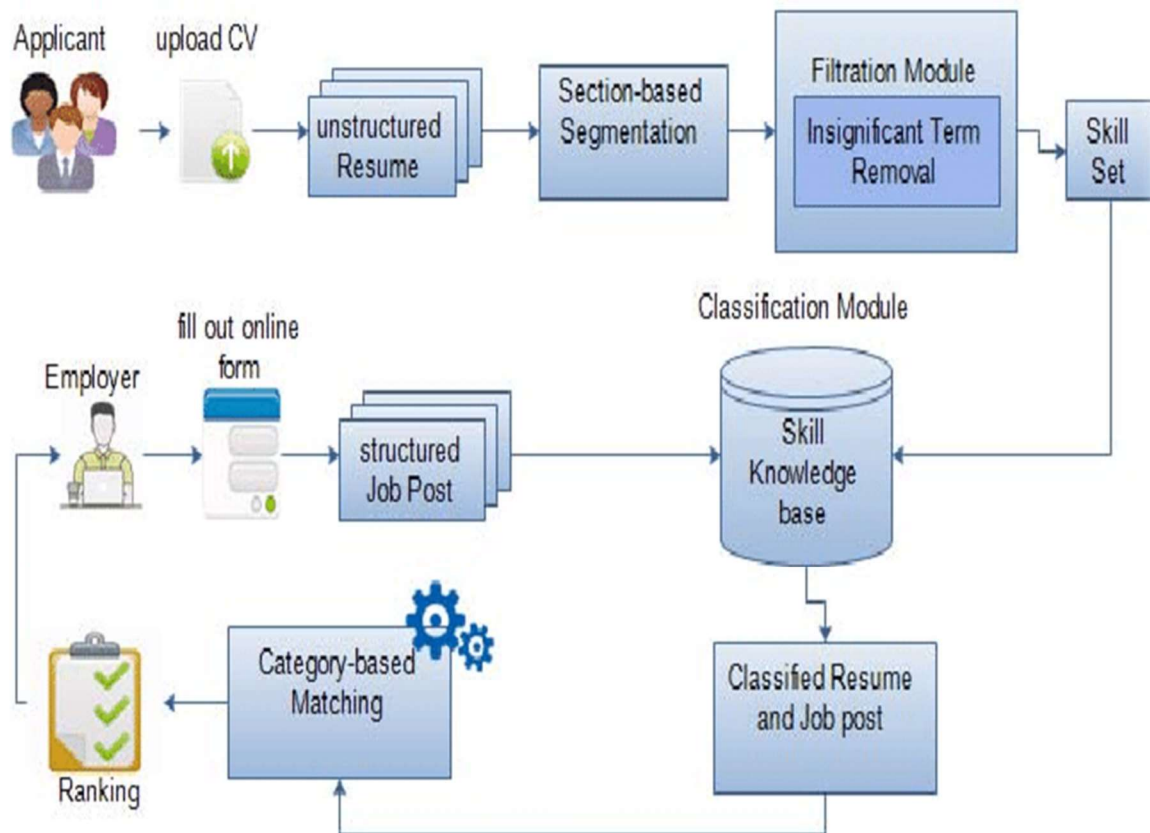 Applicant
upload CV
unstructured
Resume
Section-based
Segmentation
Filtration Module
Insignificant Term
Removal
Skill
Set
Classification Module
fill out online
form
Employer
structured
Job Post
Skill
Knowledge
base
Category-based
Matching
Classified Resume
and Job post
Ranking